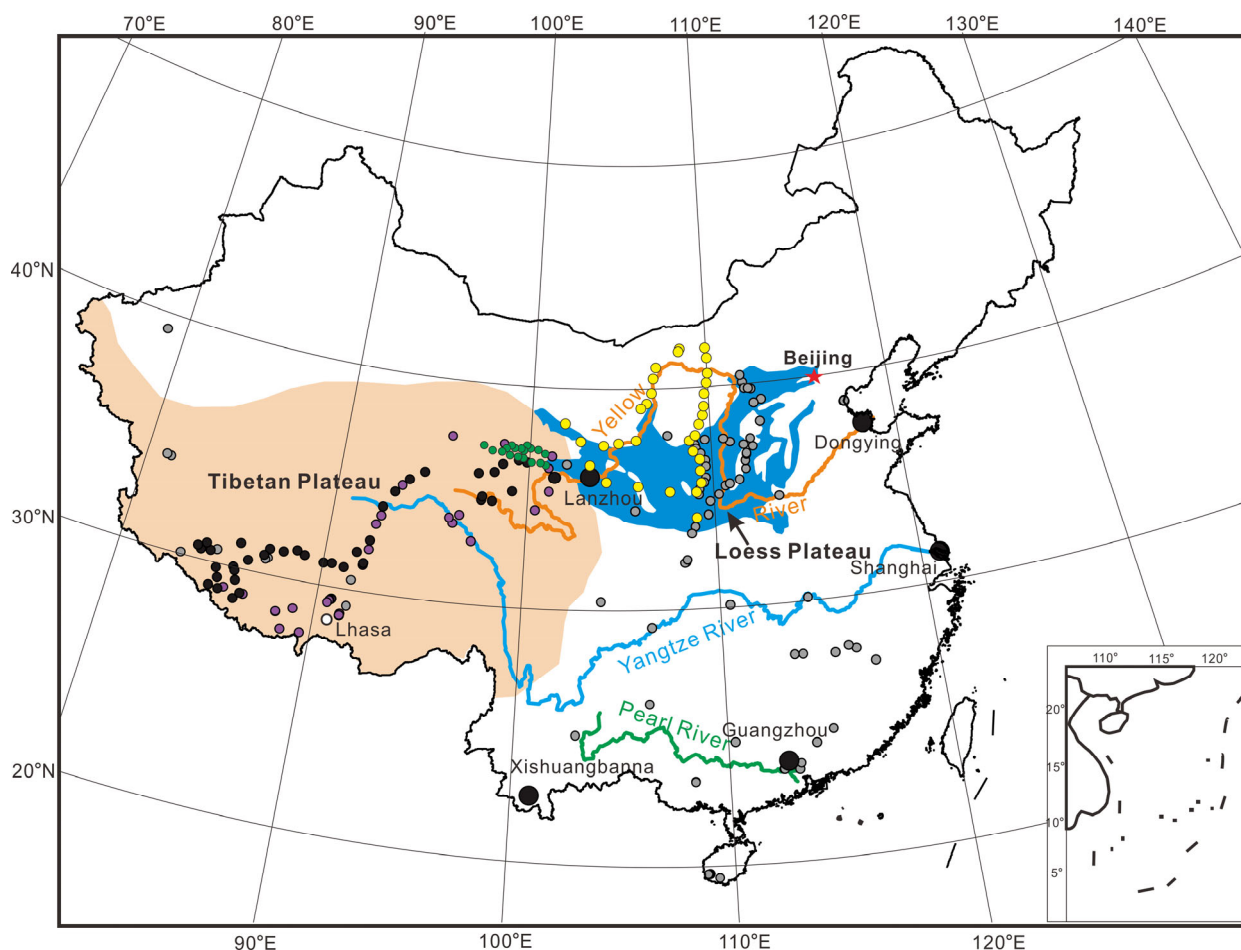 70°E 80°E 90°E 100°E 110°E 120°E 130°E 140°E
40°N
Beijing
Yellow
Dongying
Tibetan Plateau
Lanzhou
River
30°N
Loess Plateau
Shanghai
Lhasa
Yangtze River
110° 115° 120°
20°
Pearl River
Guangzhou
Xishuangbanna
15°
20°N
10°
5°
90°E 100°E 110°E 120°E